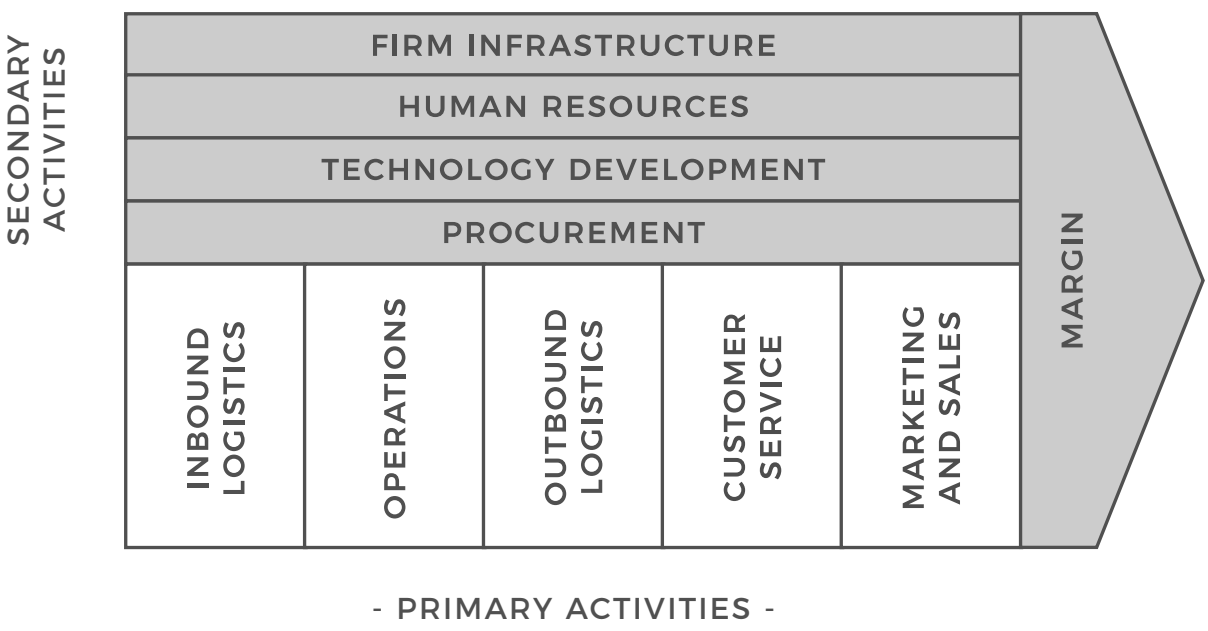 SECONDARY
ACTIVITIES
FIRM INFRASTRUCTURE
HUMAN RESOURCES
TECHNOLOGY DEVELOPMENT
PROCUREMENT
INBOUND
LOGISTICS
OPERATIONS
OUTBOUND
LOGISTICS
CUSTOMER
SERVICE
MARKETING
AND SALES
MARGIN
- PRIMARY ACTIVITIES -